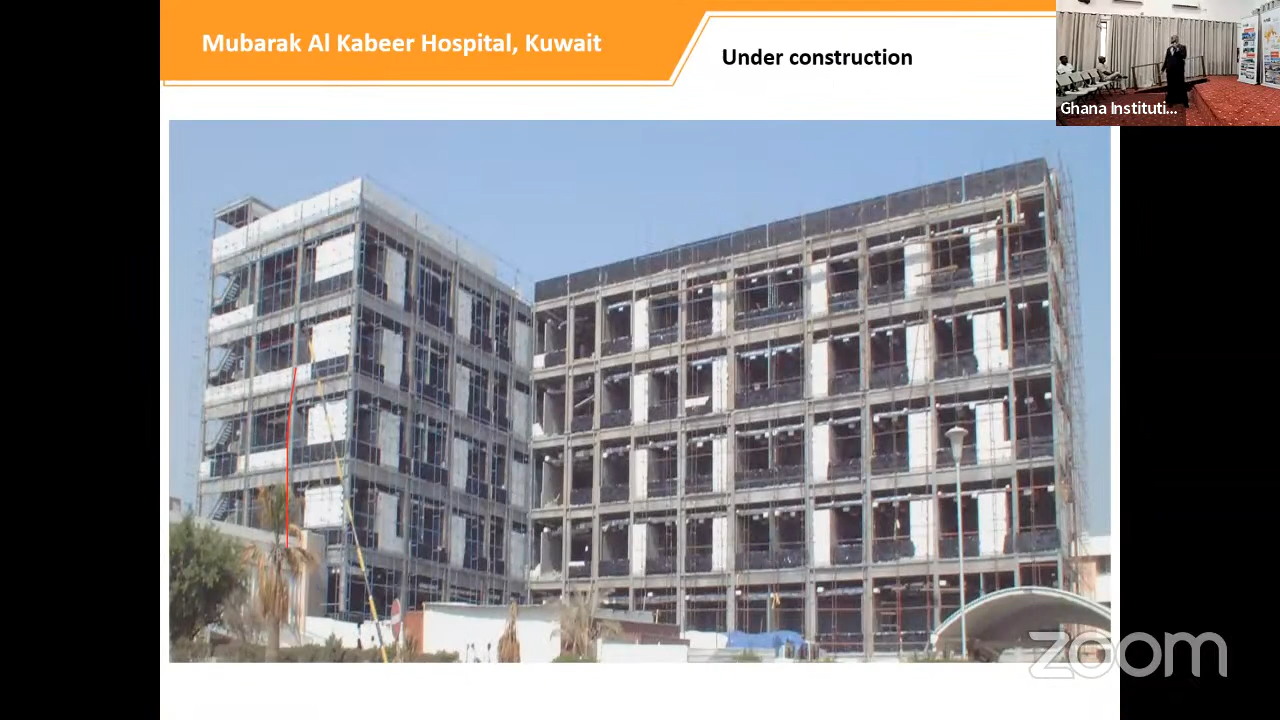 Mubarak Al Kabeer Hospital, Kuwait
Under construction
Ghana Instituti...
zoom